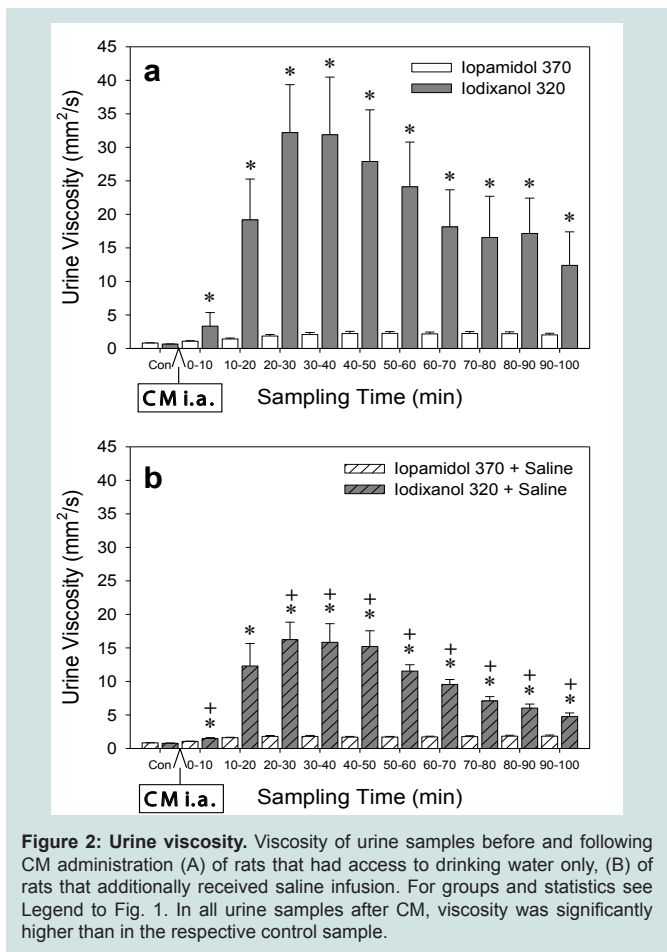 45
40
35
30
25
20
15
10
5
0
Urine Viscosity (mm²/s)
a
Iopamidol 370
Iodixanol 320
* * * * * * * * * *
Con 0-10 10-20 20-30 30-40 40-50 50-60 60-70 70-80 80-90 90-100
CM i.a.
Sampling Time (min)
45
40
35
30
25
20
15
10
5
0
Urine Viscosity (mm²/s)
b
Iopamidol 370 + Saline
Iodixanol 320 + Saline
+ + + + + + + + +
* * * * * * * * * *
Con 0-10 10-20 20-30 30-40 40-50 50-60 60-70 70-80 80-90 90-100
CM i.a.
Sampling Time (min)
Figure 2: Urine viscosity. Viscosity of urine samples before and following
CM administration (A) of rats that had access to drinking water only, (B) of
rats that additionally received saline infusion. For groups and statistics see
Legend to Fig. 1. In all urine samples after CM, viscosity was significantly
higher than in the respective control sample.